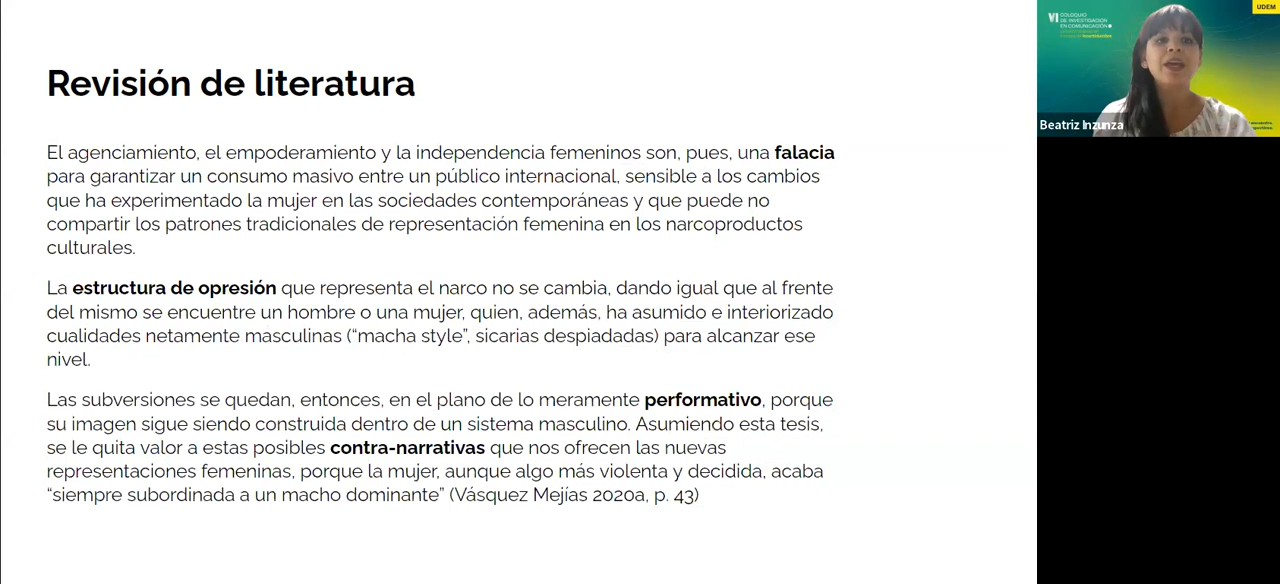 Revisión de literatura
El agenciamiento, el empoderamiento y la independencia femeninos son, pues, una falacia
para garantizar un consumo masivo entre un público internacional, sensible a los cambios
que ha experimentado la mujer en las sociedades contemporáneas y que puede no
compartir los patrones tradicionales de representación femenina en los narcoproductos
culturales.
La estructura de opresión que representa el narco no se cambia, dando igual que al frente
del mismo se encuentre un hombre o una mujer, quien, además, ha asumido e interiorizado
cualidades netamente masculinas (“macha style”, sicarias despiadadas) para alcanzar ese
nivel.
Las subversiones se quedan, entonces, en el plano de lo meramente performativo, porque
su imagen sigue siendo construida dentro de un sistema masculino. Asumiendo esta tesis,
se le quita valor a estas posibles contra-narrativas que nos ofrecen las nuevas
representaciones femeninas, porque la mujer, aunque algo más violenta y decidida, acaba
“siempre subordinada a un macho dominante” (Vásquez Mejías 2020a, p. 43)
UDEM
VI COLOQUIO
DE INVESTIGACIÓN
EN COMUNICACIÓN
Beatriz Inzunza